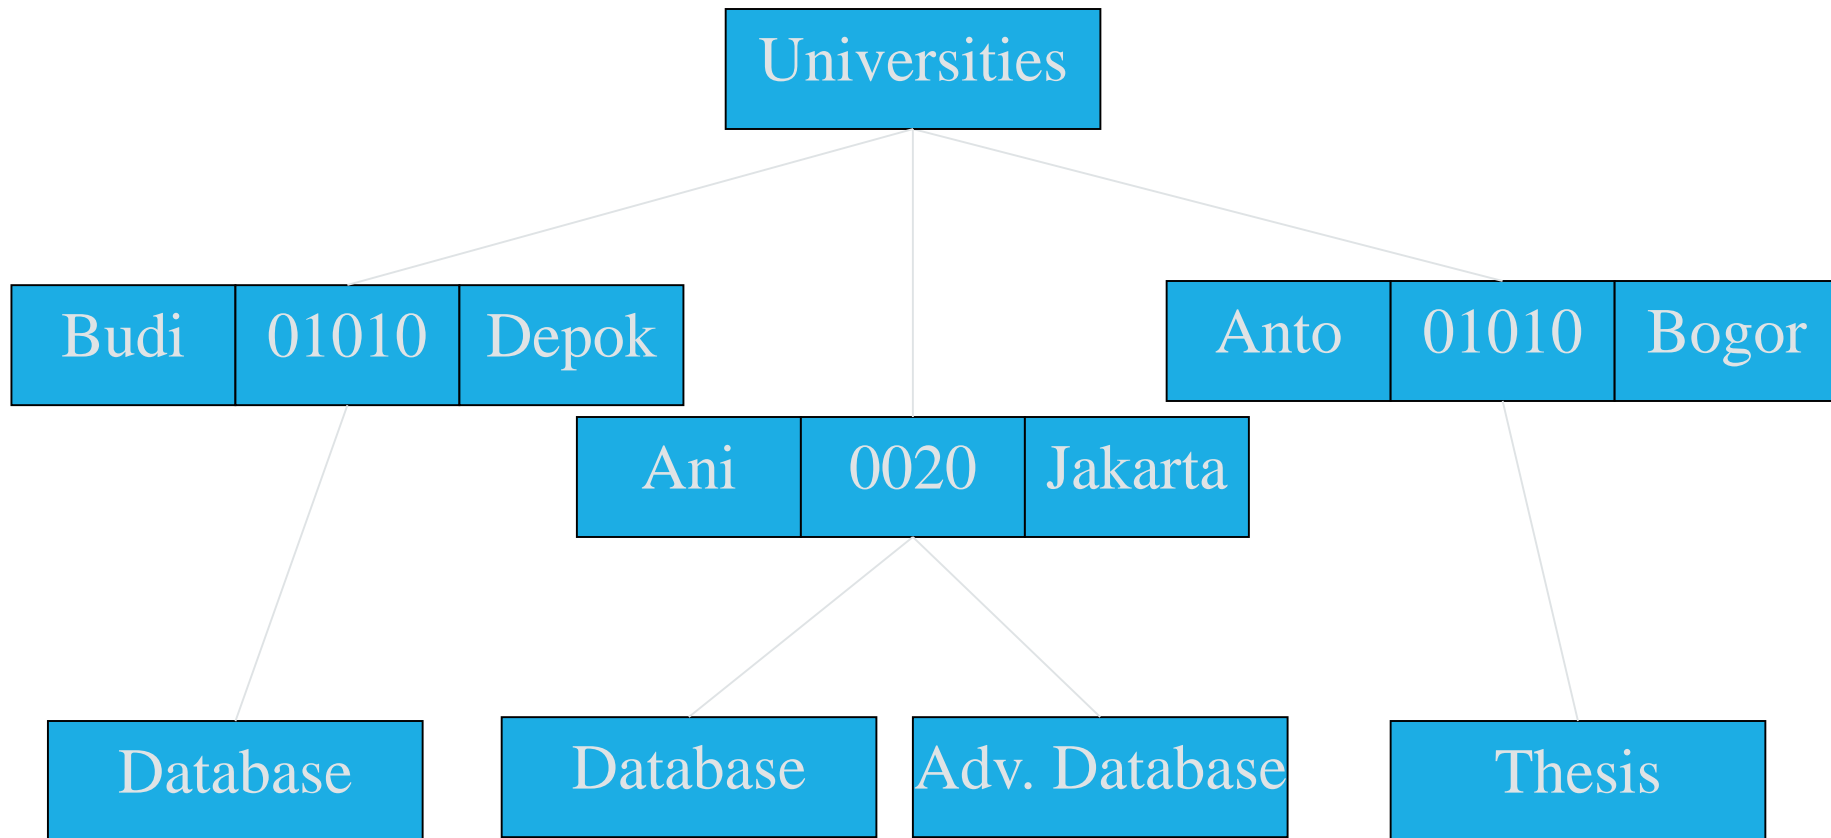 Universities
Budi 01010 Depok
Anto 01010 Bogor
Ani 0020 Jakarta
Database
Database
Adv. Database
Thesis